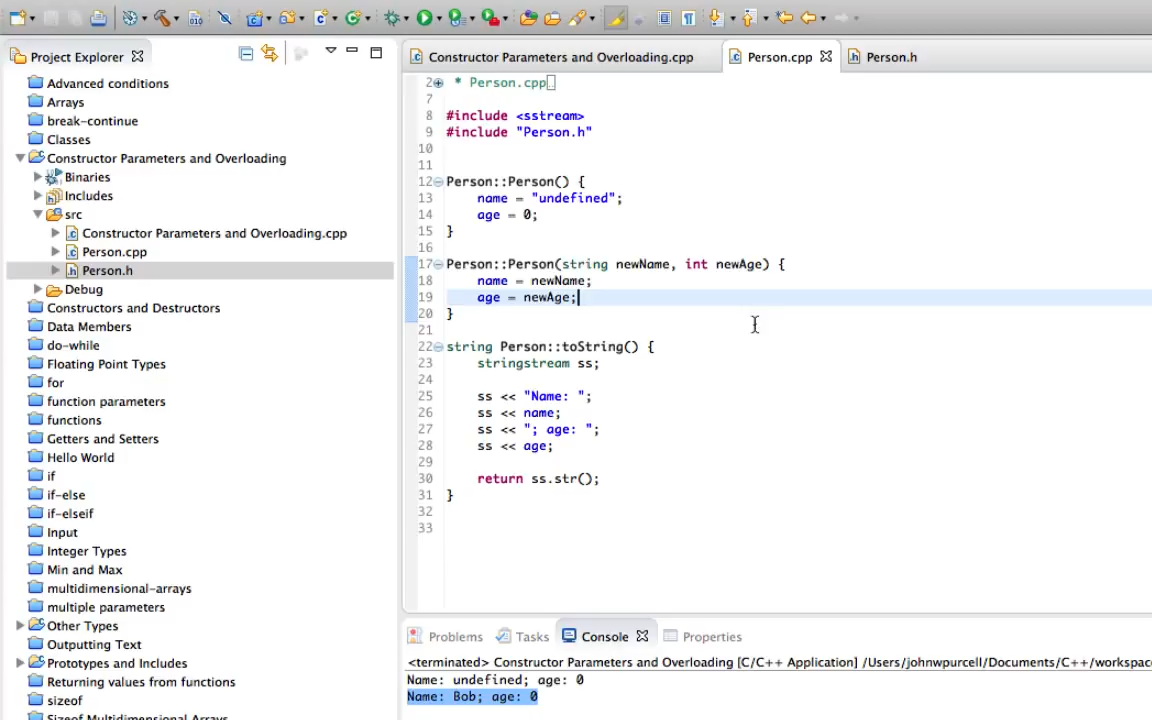 Project Explorer
Advanced conditions
Arrays
break-continue
Classes
Constructor Parameters and Overloading
Binaries
Includes
src
Constructor Parameters and Overloading.cpp
Person.cpp
Person.h
Debug
Constructors and Destructors
Data Members
do-while
Floating Point Types
for
function parameters
functions
Getters and Setters
Hello World
if
if-else
if-elseif
Input
Integer Types
Min and Max
multidimensional-arrays
multiple parameters
Other Types
Outputting Text
Prototypes and Includes
Returning values from functions
sizeof
Sizeof Multidimensional Arrays
Constructor Parameters and Overloading.cpp Person.cpp Person.h
2 * Person.cpp
7
8 #include <sstream>
9 #include "Person.h"
10
11
12 Person::Person() {
13 name = "undefined";
14 age = 0;
15 }
16
17 Person::Person(string newName, int newAge) {
18 name = newName;
19 age = newAge;
20 }
21
22 string Person::toString() {
23 stringstream ss;
24
25 ss << "Name: ";
26 ss << name;
27 ss << "; age: ";
28 ss << age;
29
30 return ss.str();
31 }
32
33
Problems Tasks Console Properties
<terminated> Constructor Parameters and Overloading [C/C++ Application] /Users/johnwpurcell/Documents/C++/workspac
Name: undefined; age: 0
Name: Bob; age: 0